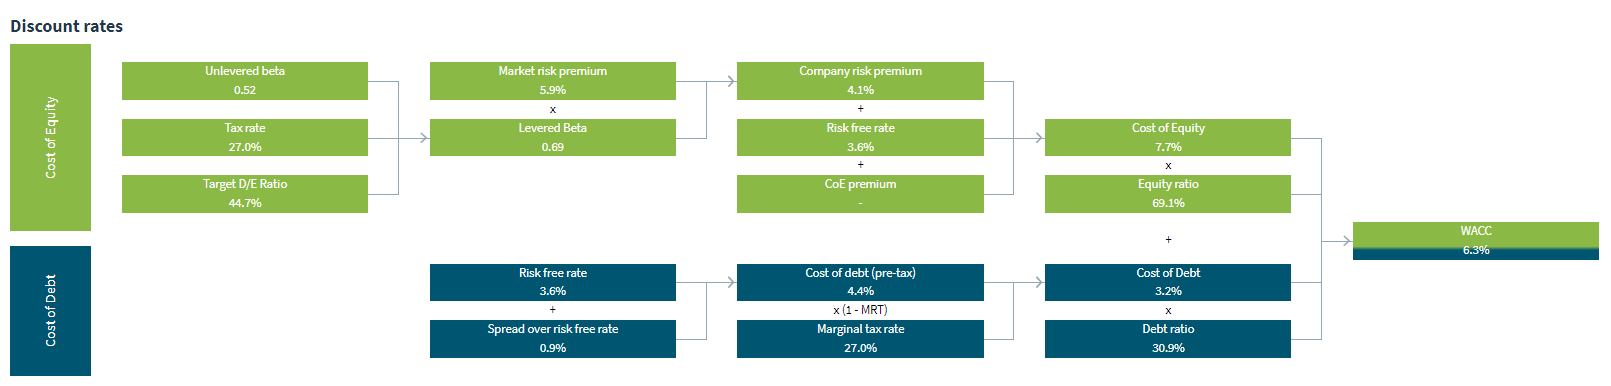 Discount rates
Cost of Equity
Unlevered beta
0.52
Tax rate
27.0%
Target D/E Ratio
44.7%
Market risk premium
5.9%
x
Levered Beta
0.69
Company risk premium
4.1%
+
Risk free rate
3.6%
+
CoE premium
-
Cost of Equity
7.7%
x
Equity ratio
69.1%
+
WACC
6.3%
Cost of Debt
Risk free rate
3.6%
+
Spread over risk free rate
0.9%
Cost of debt (pre-tax)
4.4%
x (1 - MRT)
Marginal tax rate
27.0%
Cost of Debt
3.2%
x
Debt ratio
30.9%